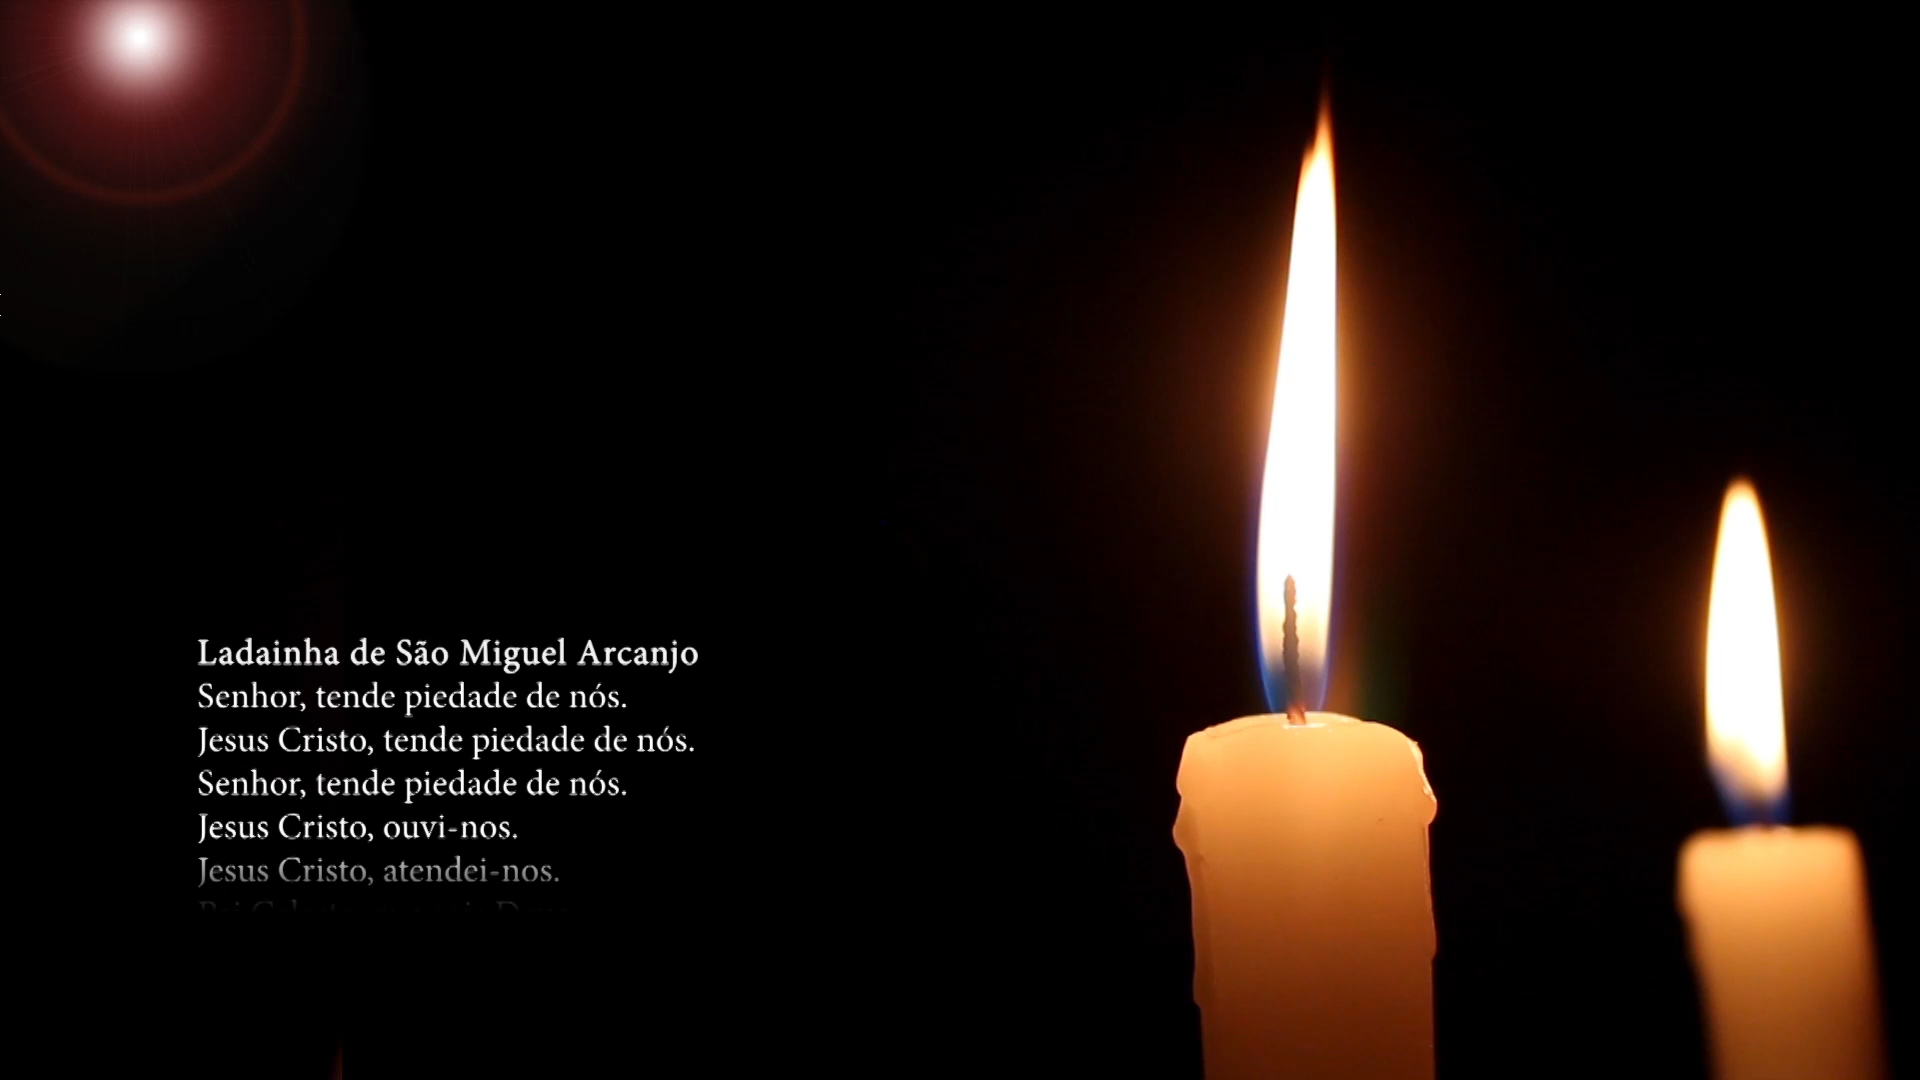 Ladainha de São Miguel Arcanjo
Senhor, tende piedade de nós.
Jesus Cristo, tende piedade de nós.
Senhor, tende piedade de nós.
Jesus Cristo, ouvi-nos.
Jesus Cristo, atendei-nos.